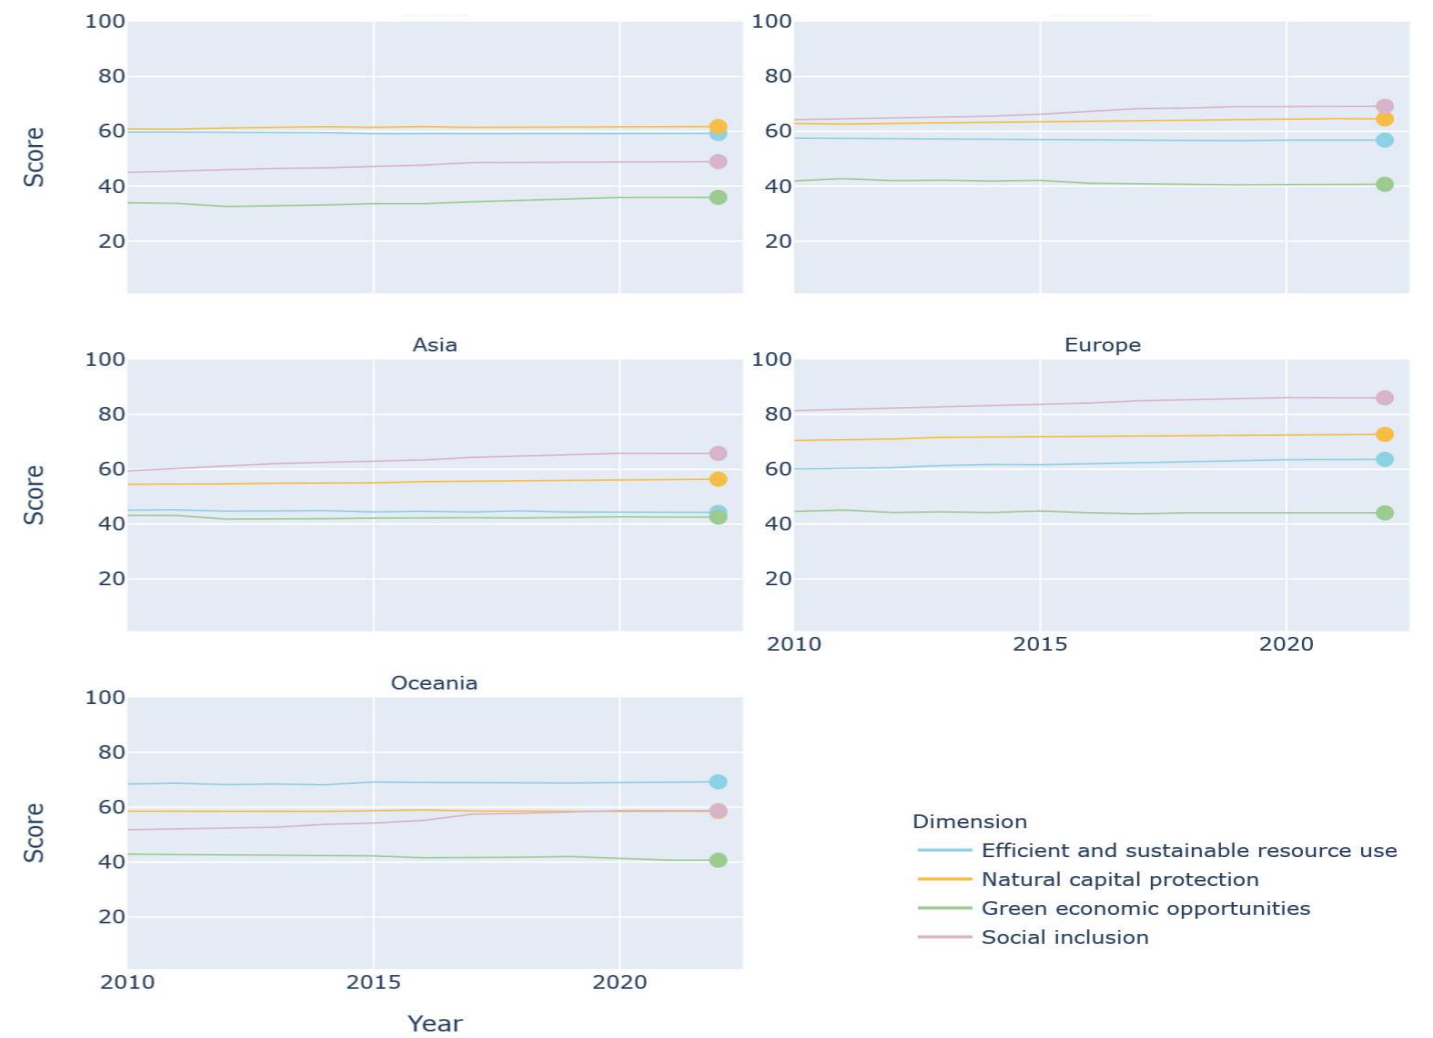 100
80
60
40
20
Score
100
80
60
40
20
Asia
100
80
60
40
20
Score
Europe
100
80
60
40
20
2010 2015 2020
Oceania
100
80
60
40
20
Score
2010 2015 2020
Year
Dimension
Efficient and sustainable resource use
Natural capital protection
Green economic opportunities
Social inclusion